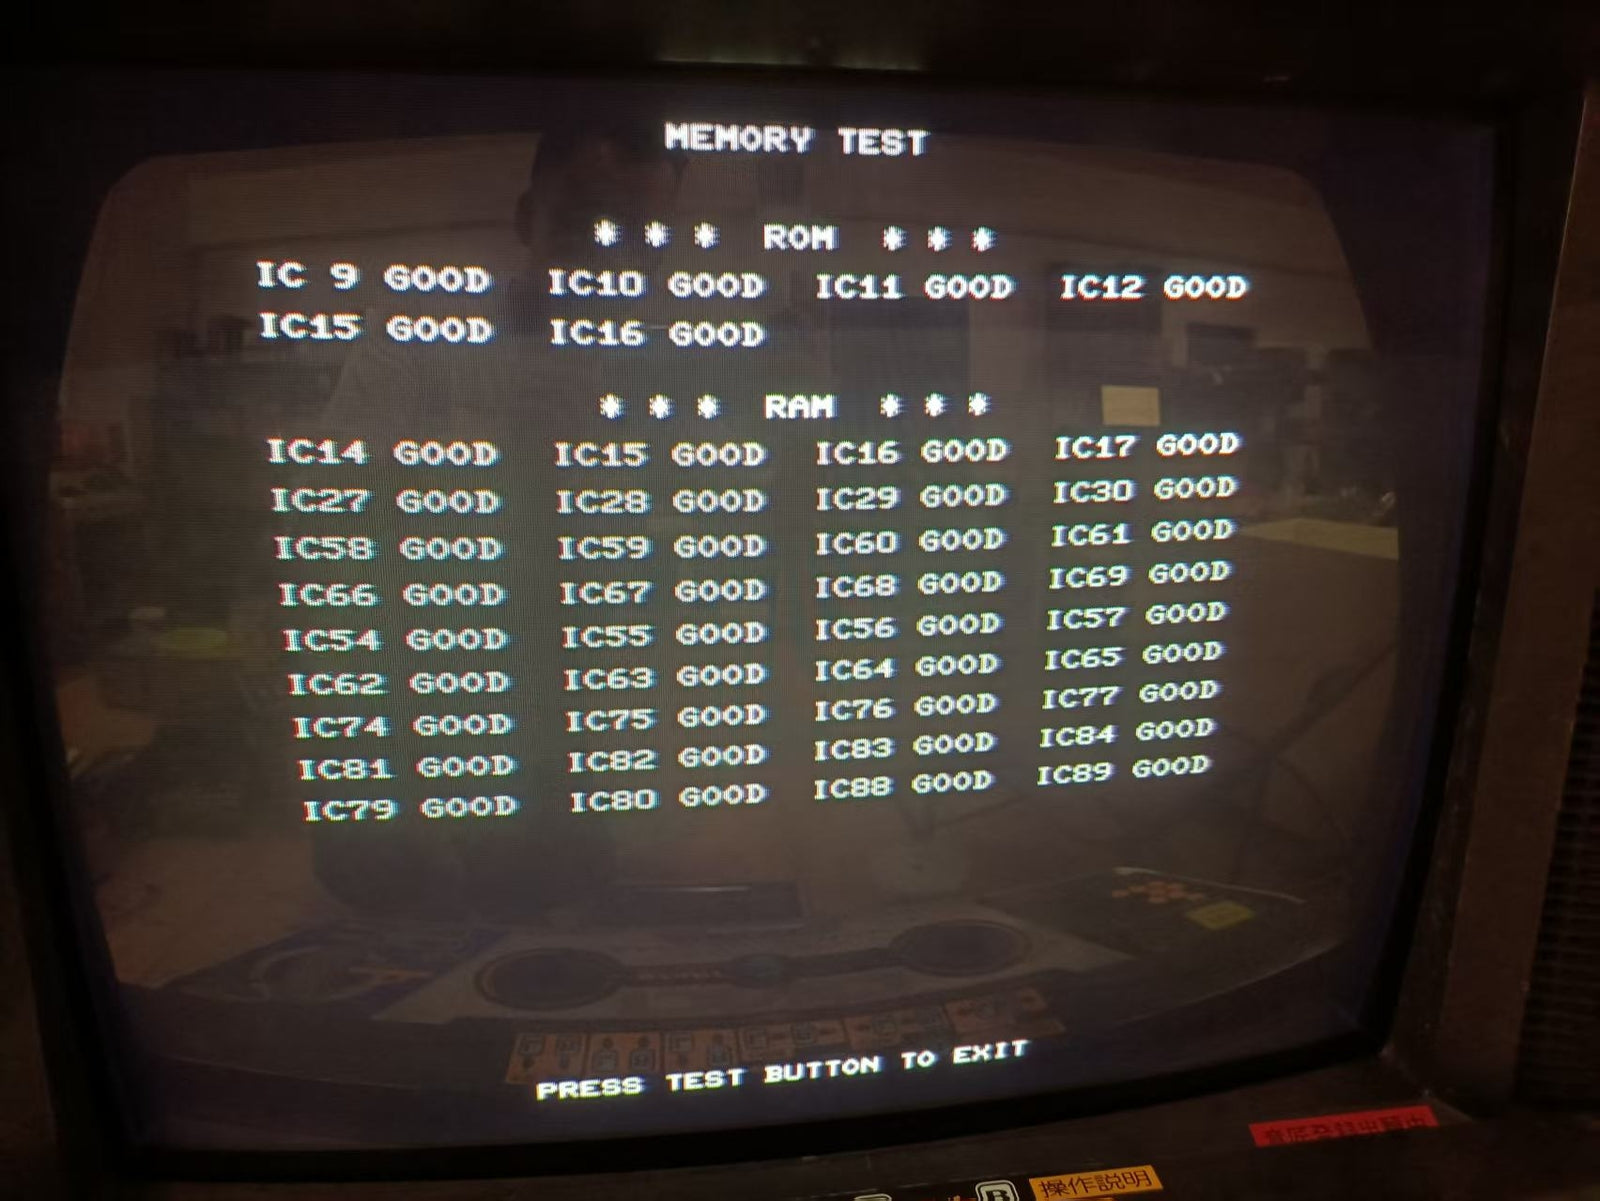 MEMORY TEST
* * * ROM * * *
IC 9 GOOD IC10 GOOD IC11 GOOD IC12 GOOD
IC15 GOOD IC16 GOOD
* * * RAM * * *
IC14 GOOD IC15 GOOD IC16 GOOD IC17 GOOD
IC27 GOOD IC28 GOOD IC29 GOOD IC30 GOOD
IC58 GOOD IC59 GOOD IC60 GOOD IC61 GOOD
IC66 GOOD IC67 GOOD IC68 GOOD IC69 GOOD
IC54 GOOD IC55 GOOD IC56 GOOD IC57 GOOD
IC62 GOOD IC63 GOOD IC64 GOOD IC65 GOOD
IC74 GOOD IC75 GOOD IC76 GOOD IC77 GOOD
IC81 GOOD IC82 GOOD IC83 GOOD IC84 GOOD
IC79 GOOD IC80 GOOD IC88 GOOD IC89 GOOD
PRESS TEST BUTTON TO EXIT
B 操作説明